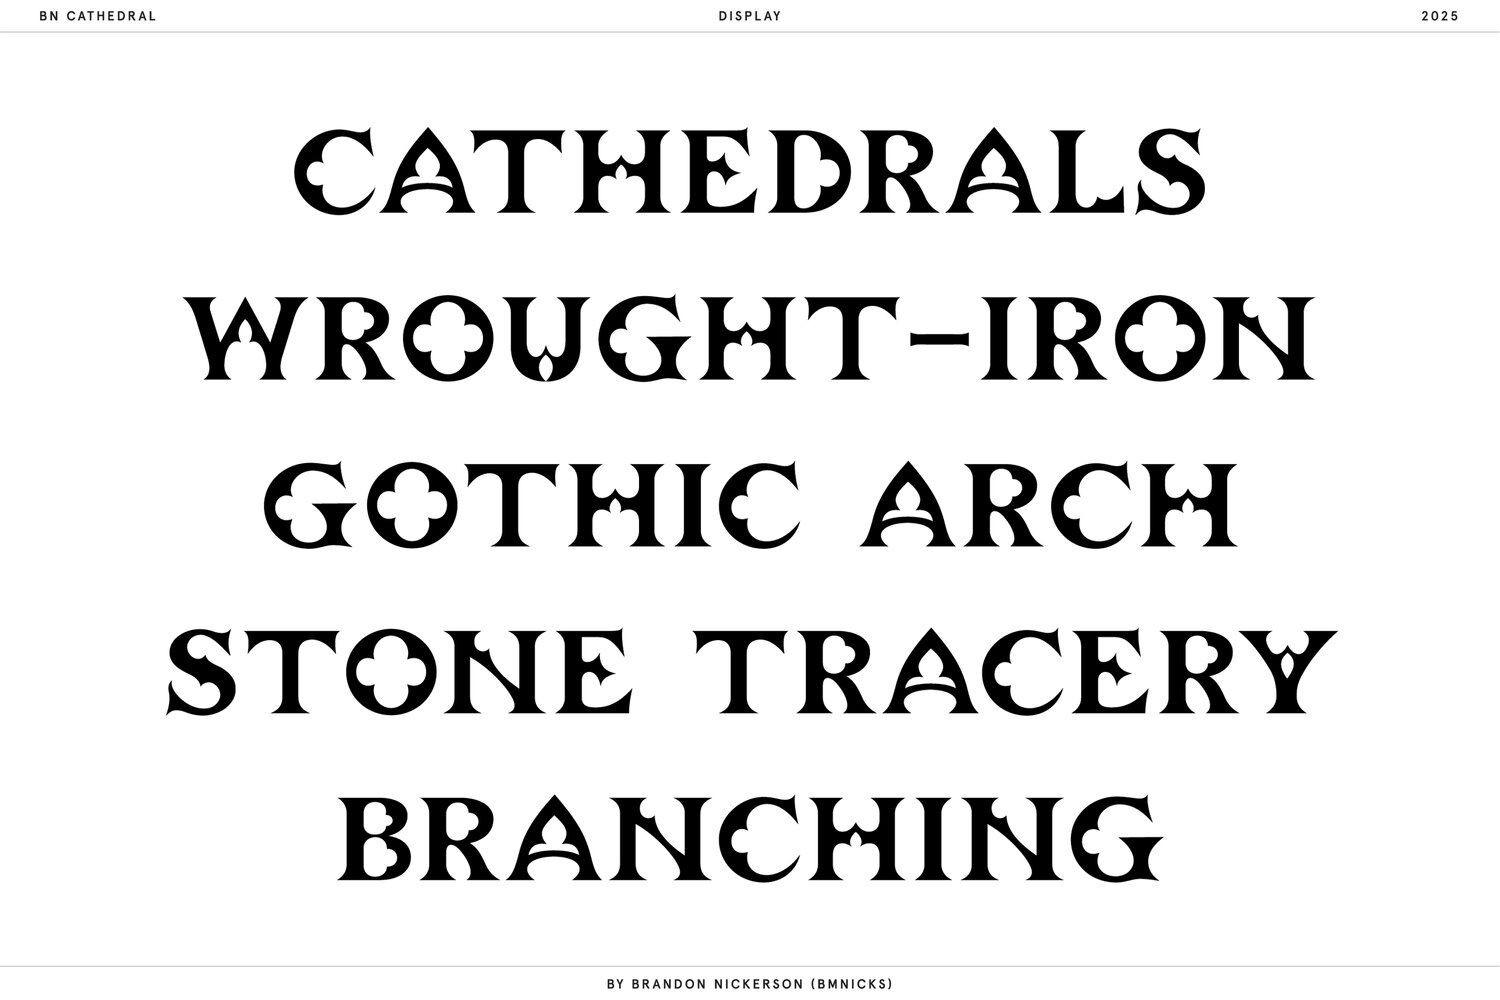 BN CATHEDRAL
DISPLAY
2025
CATHEDRALS
WROUGHT-IRON
GOTHIC ARCH
STONE TRACERY
BRANCHING
BY BRANDON NICKERSON (BMNICKS)